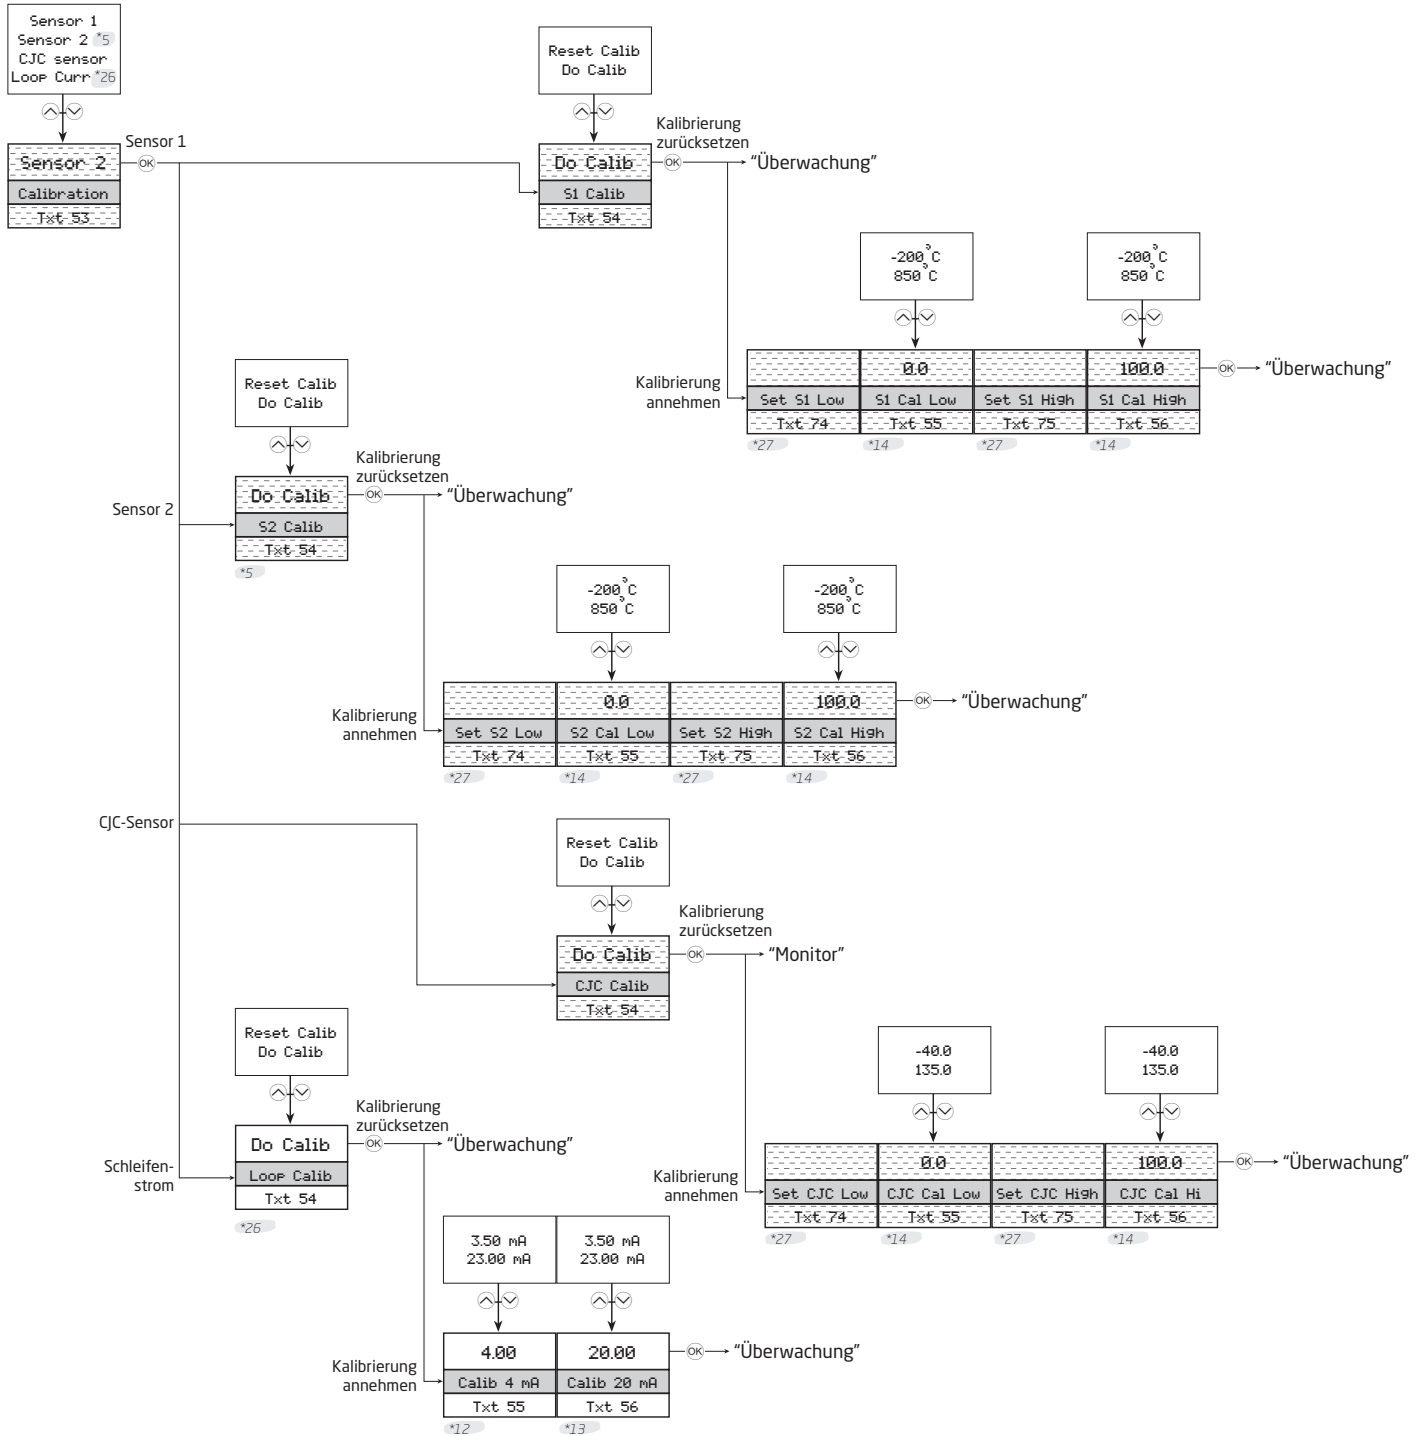 Sensor 1
Sensor 2 *5
CJC sensor
Loop Curr *26
Sensor 2
Calibration
Txt 53
OK
Sensor 1
Reset Calib
Do Calib
Do Calib
S1 Calib
Txt 54
OK
Kalibrierung
zurücksetzen
"Überwachung"
-200°C
850°C
-200°C
850°C
Kalibrierung
annehmen
0.0
100.0
Set S1 Low
S1 Cal Low
Set S1 High
S1 Cal High
Txt 74
Txt 55
Txt 75
Txt 56
*27
*14
*27
*14
OK
"Überwachung"
Sensor 2
Reset Calib
Do Calib
Do Calib
S2 Calib
Txt 54
*5
OK
Kalibrierung
zurücksetzen
"Überwachung"
-200°C
850°C
-200°C
850°C
Kalibrierung
annehmen
0.0
100.0
Set S2 Low
S2 Cal Low
Set S2 High
S2 Cal High
Txt 74
Txt 55
Txt 75
Txt 56
*27
*14
*27
*14
OK
"Überwachung"
CJC-Sensor
Reset Calib
Do Calib
Do Calib
CJC Calib
Txt 54
OK
Kalibrierung
zurücksetzen
"Monitor"
-40.0
135.0
-40.0
135.0
Kalibrierung
annehmen
0.0
100.0
Set CJC Low
CJC Cal Low
Set CJC High
CJC Cal Hi
Txt 74
Txt 55
Txt 75
Txt 56
*27
*14
*27
*14
OK
"Überwachung"
Schleifen-
strom
Reset Calib
Do Calib
Do Calib
Loop Calib
Txt 54
*26
OK
Kalibrierung
zurücksetzen
"Überwachung"
3.50 mA
23.00 mA
3.50 mA
23.00 mA
Kalibrierung
annehmen
4.00
20.00
Calib 4 mA
Calib 20 mA
Txt 55
Txt 56
*12
*13
OK
"Überwachung"